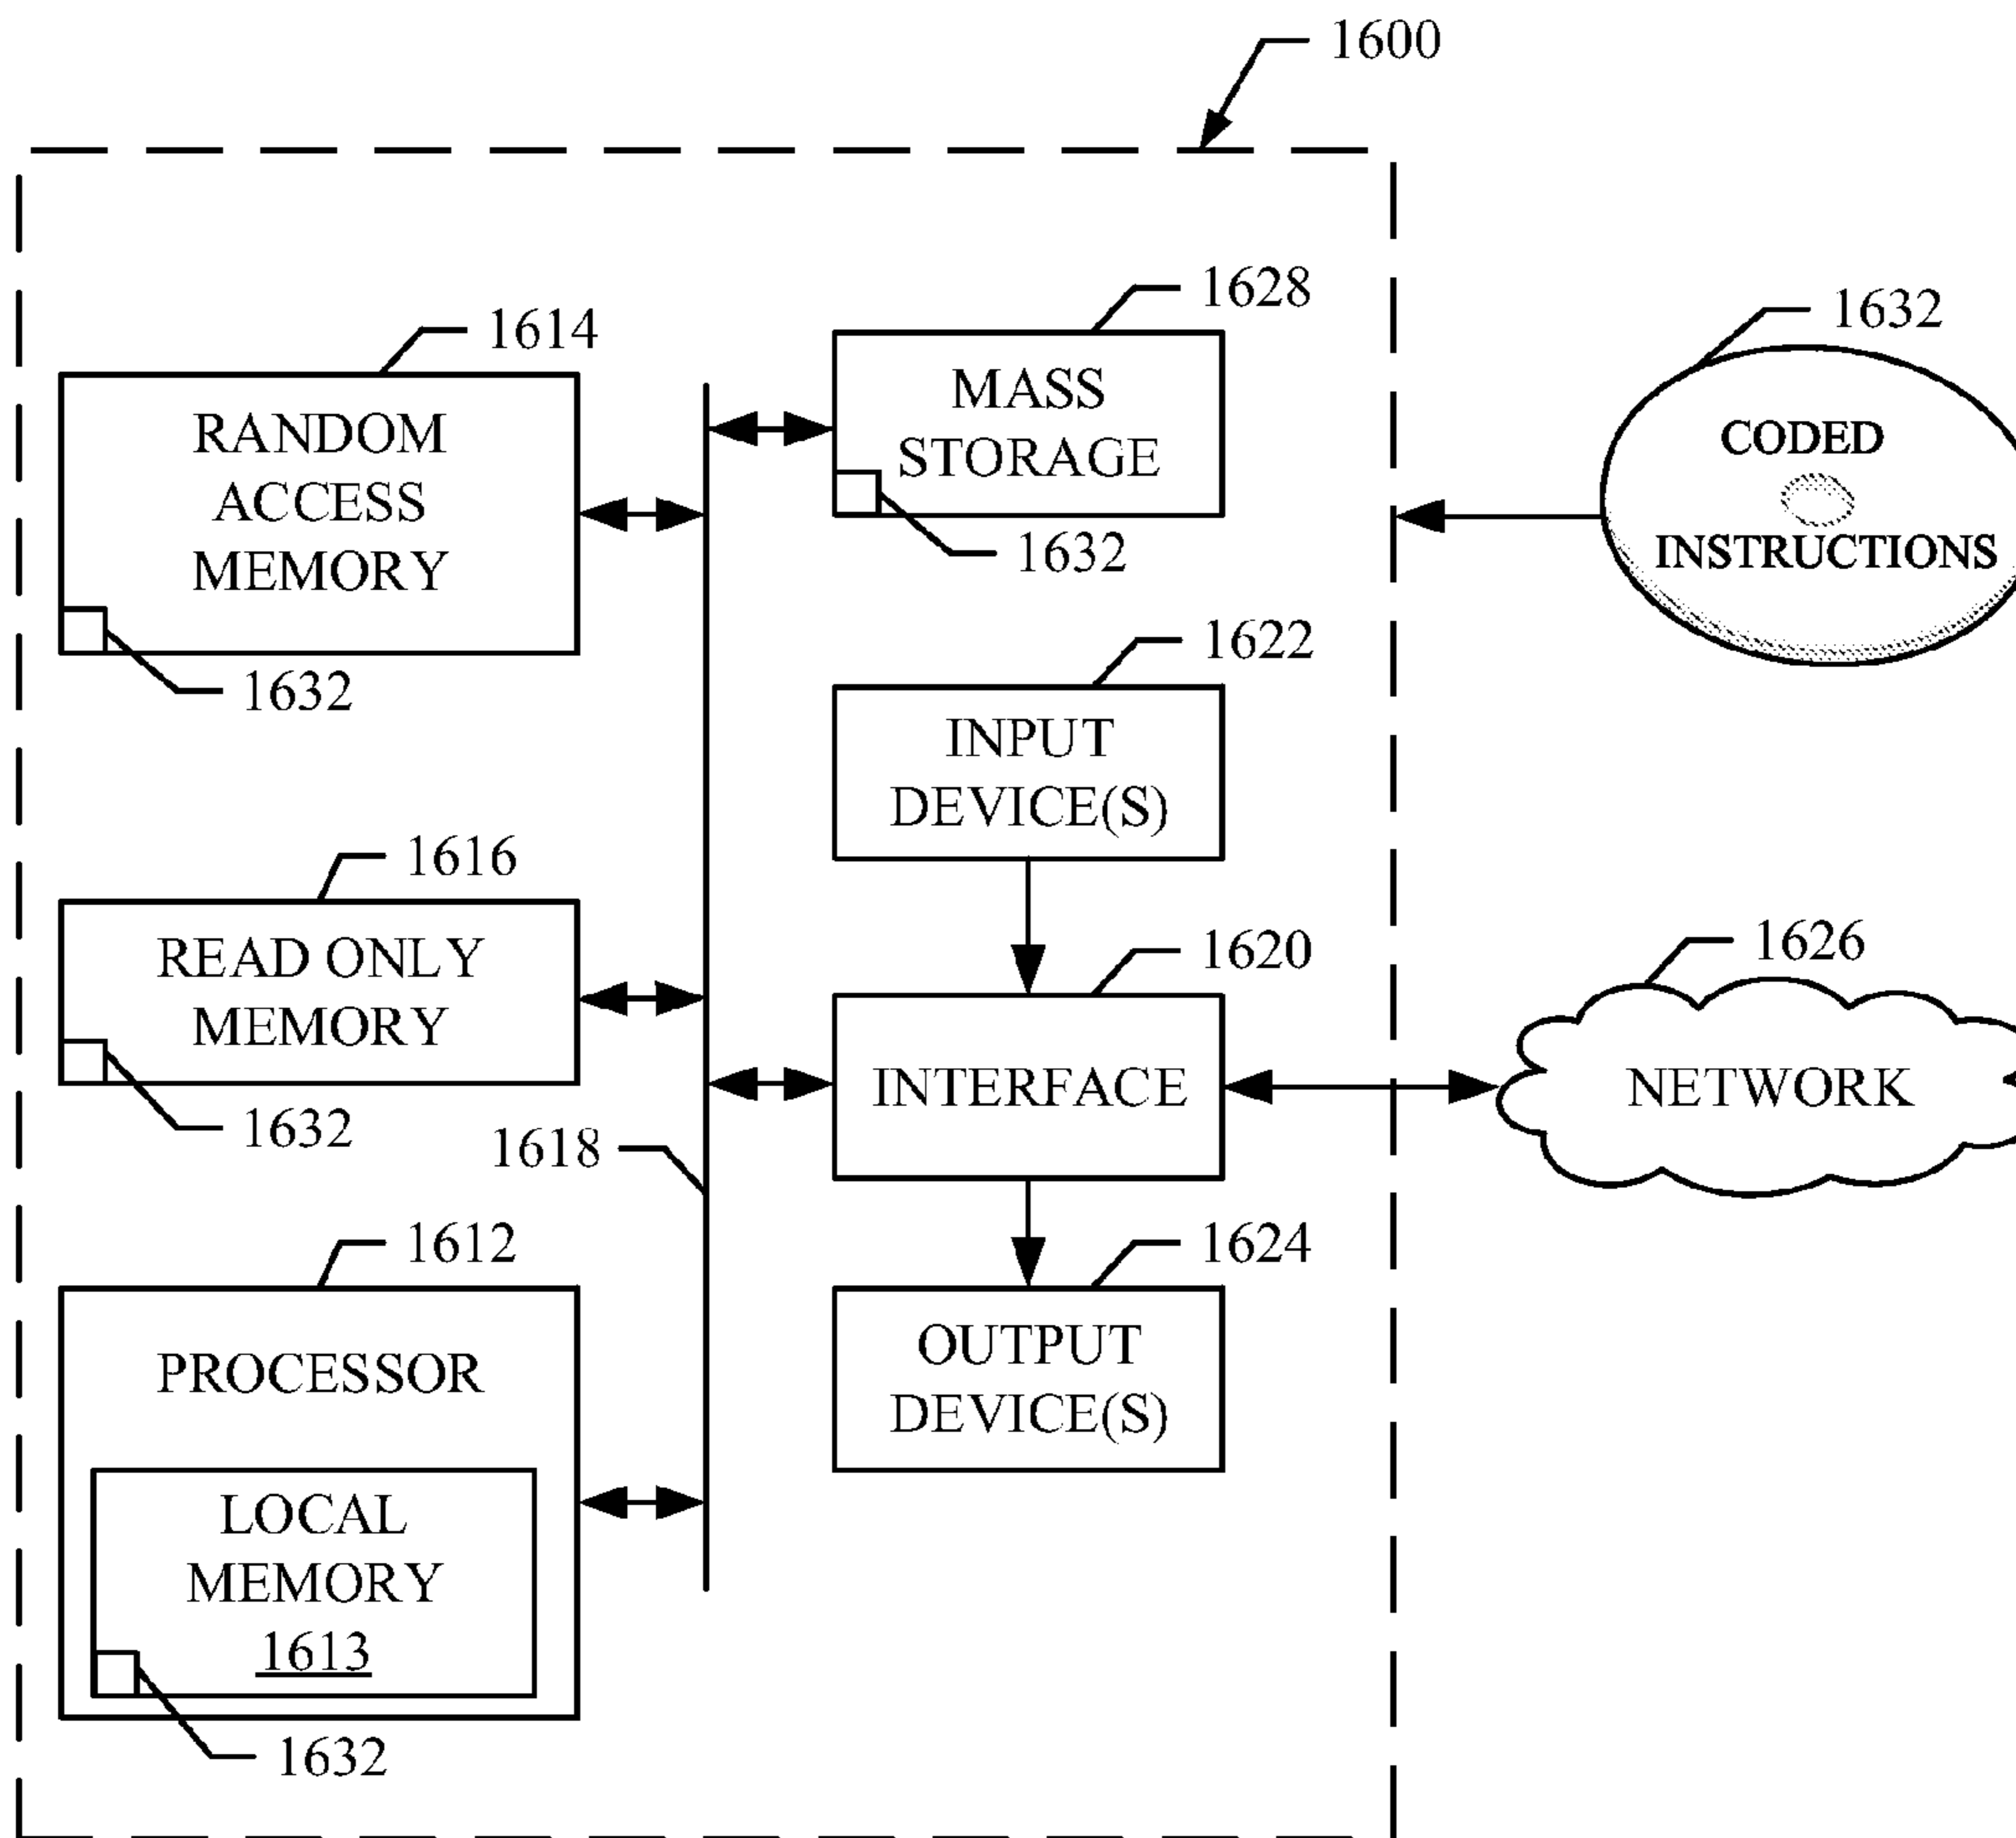 1600
1614
RANDOM
ACCESS
MEMORY
1632
1628
MASS
STORAGE
1632
1632
CODED
INSTRUCTIONS
1622
INPUT
DEVICE(S)
1616
READ ONLY
MEMORY
1632
1618
1620
INTERFACE
1626
NETWORK
1612
PROCESSOR
LOCAL
MEMORY
1613
1632
1624
OUTPUT
DEVICE(S)